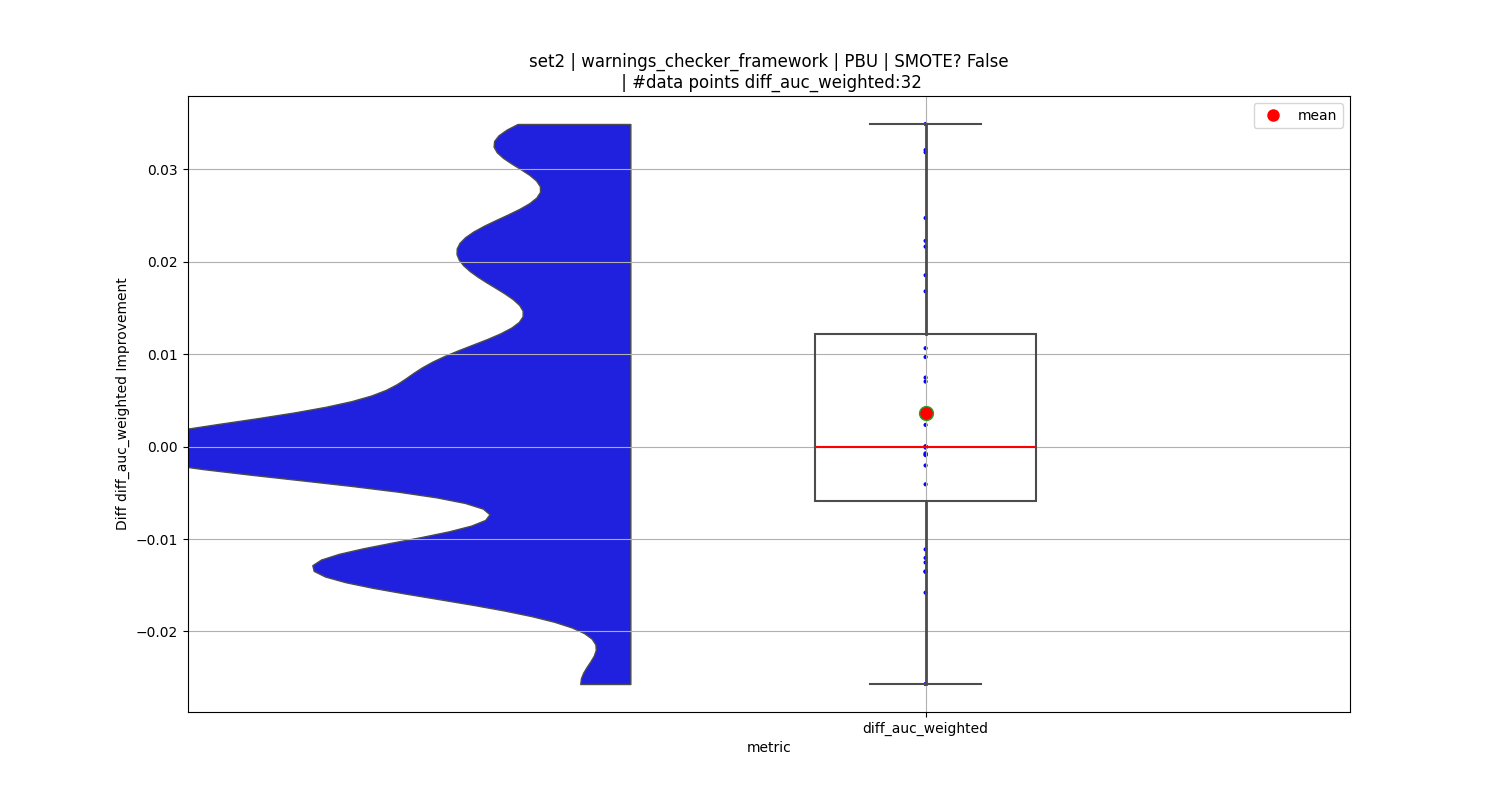 set2 | warnings_checker_framework | PBU | SMOTE? False
| #data points diff_auc_weighted:32
mean
0.03
0.02
0.01
0.00
−0.01
−0.02
Diff diff_auc_weighted Improvement
diff_auc_weighted
metric